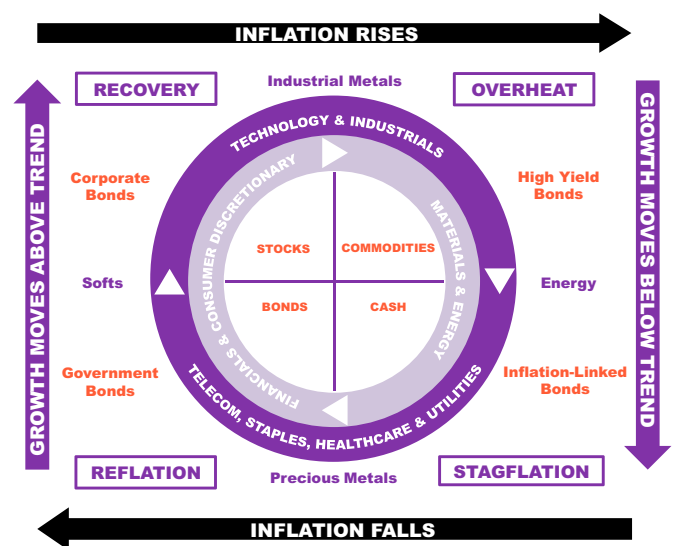 INFLATION RISES
RECOVERY
Industrial Metals
OVERHEAT
GROWTH MOVES ABOVE TREND
GROWTH MOVES BELOW TREND
TECHNOLOGY & INDUSTRIALS
FINANCIALS & CONSUMER DISCRETIONARY
MATERIALS & ENERGY
Corporate
Bonds
High Yield
Bonds
STOCKS
COMMODITIES
Softs
Energy
BONDS
CASH
Government
Bonds
Inflation-Linked
Bonds
TELECOM, STAPLES, HEALTHCARE & UTILITIES
REFLATION
Precious Metals
STAGFLATION
INFLATION FALLS